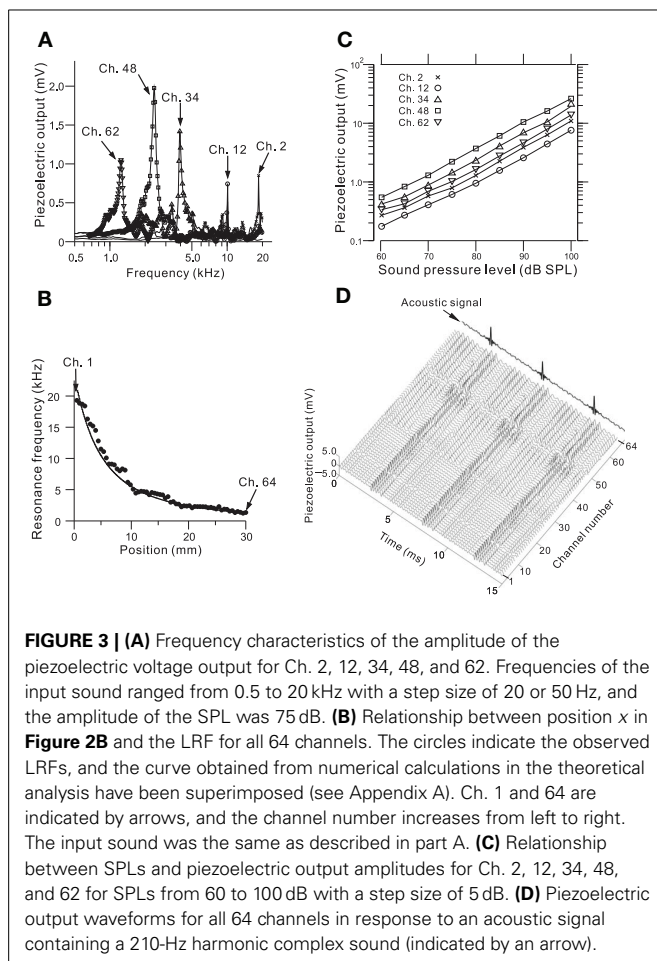 A
Piezoelectric output (mV)
2.0
1.5
1.0
0.5
0
Ch. 48
Ch. 34
Ch. 62
Ch. 12
Ch. 2
0.5 1.0 5.0 10 20
Frequency (kHz)
C
Piezoelectric output (mV)
10²
10
1.0
0.1
Ch. 2
Ch. 12
Ch. 34
Ch. 48
Ch. 62
60 70 80 90 100
Sound pressure level (dB SPL)
B
Resonance frequency (kHz)
25
20
15
10
5
0
Ch. 1
Ch. 64
0 10 20 30
Position (mm)
D
Acoustic signal
Piezoelectric output (mV)
5.0
0
-5.0
0
5
10
15
Time (ms)
1
10
20
30
40
50
60
64
Channel number
FIGURE 3 | (A) Frequency characteristics of the amplitude of the
piezoelectric voltage output for Ch. 2, 12, 34, 48, and 62. Frequencies of the
input sound ranged from 0.5 to 20 kHz with a step size of 20 or 50 Hz, and
the amplitude of the SPL was 75 dB. (B) Relationship between position x in
Figure 2B and the LRF for all 64 channels. The circles indicate the observed
LRFs, and the curve obtained from numerical calculations in the theoretical
analysis have been superimposed (see Appendix A). Ch. 1 and 64 are
indicated by arrows, and the channel number increases from left to right.
The input sound was the same as described in part A. (C) Relationship
between SPLs and piezoelectric output amplitudes for Ch. 2, 12, 34, 48,
and 62 for SPLs from 60 to 100 dB with a step size of 5 dB. (D) Piezoelectric
output waveforms for all 64 channels in response to an acoustic signal
containing a 210-Hz harmonic complex sound (indicated by an arrow).